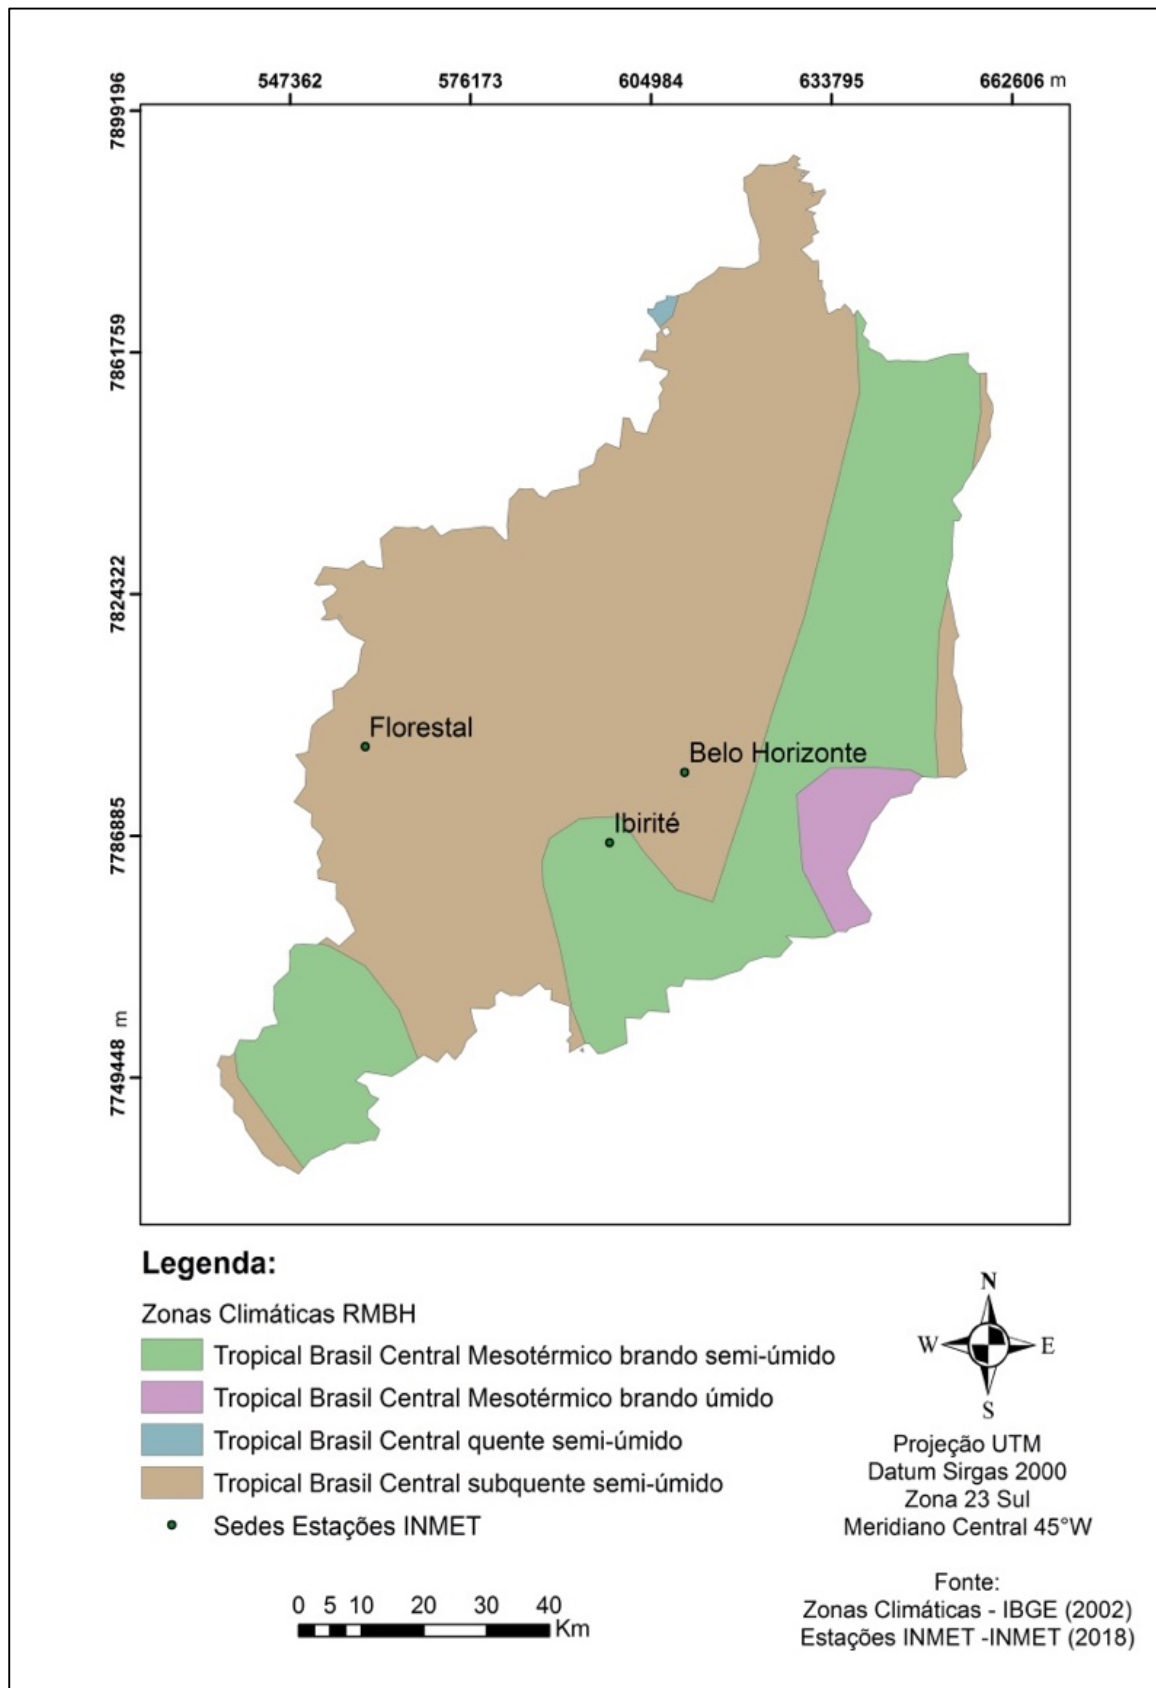 547362 576173 604984 633795 662606 m
7899196
7861759
7824322
7786885
7749448 m
Florestal
Belo Horizonte
Ibirité
Legenda:
Zonas Climáticas RMBH
Tropical Brasil Central Mesotérmico brando semi-úmido
Tropical Brasil Central Mesotérmico brando úmido
Tropical Brasil Central quente semi-úmido
Tropical Brasil Central subquente semi-úmido
Sedes Estações INMET
0 5 10 20 30 40
Km
N
W E
S
Projeção UTM
Datum Sirgas 2000
Zona 23 Sul
Meridiano Central 45°W
Fonte:
Zonas Climáticas - IBGE (2002)
Estações INMET -INMET (2018)